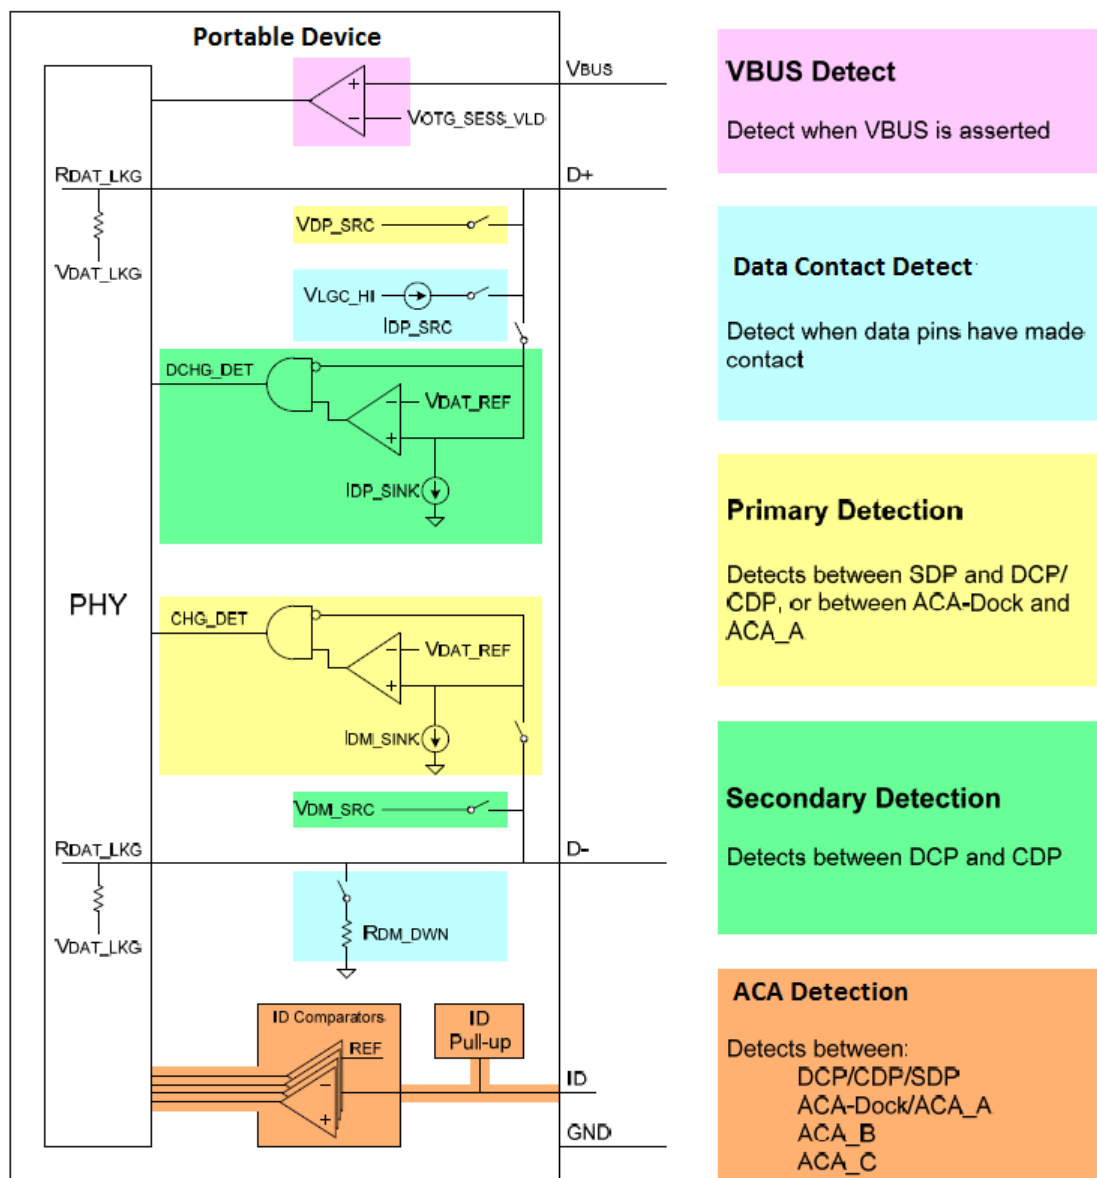 Portable Device
VBUS
VOTG_SESS_VLD
RDAT_LKG
D+
VDP_SRC
VDAT_LKG
VLGC_HI
IDP_SRC
DCHG_DET
VDAT_REF
IDP_SINK
PHY
CHG_DET
VDAT_REF
IDM_SINK
VDM_SRC
RDAT_LKG
D-
RDM_DWN
VDAT_LKG
ID Comparators
REF
ID
Pull-up
ID
GND
VBUS Detect
Detect when VBUS is asserted
Data Contact Detect
Detect when data pins have made
contact
Primary Detection
Detects between SDP and DCP/
CDP, or between ACA-Dock and
ACA_A
Secondary Detection
Detects between DCP and CDP
ACA Detection
Detects between:
DCP/CDP/SDP
ACA-Dock/ACA_A
ACA_B
ACA_C